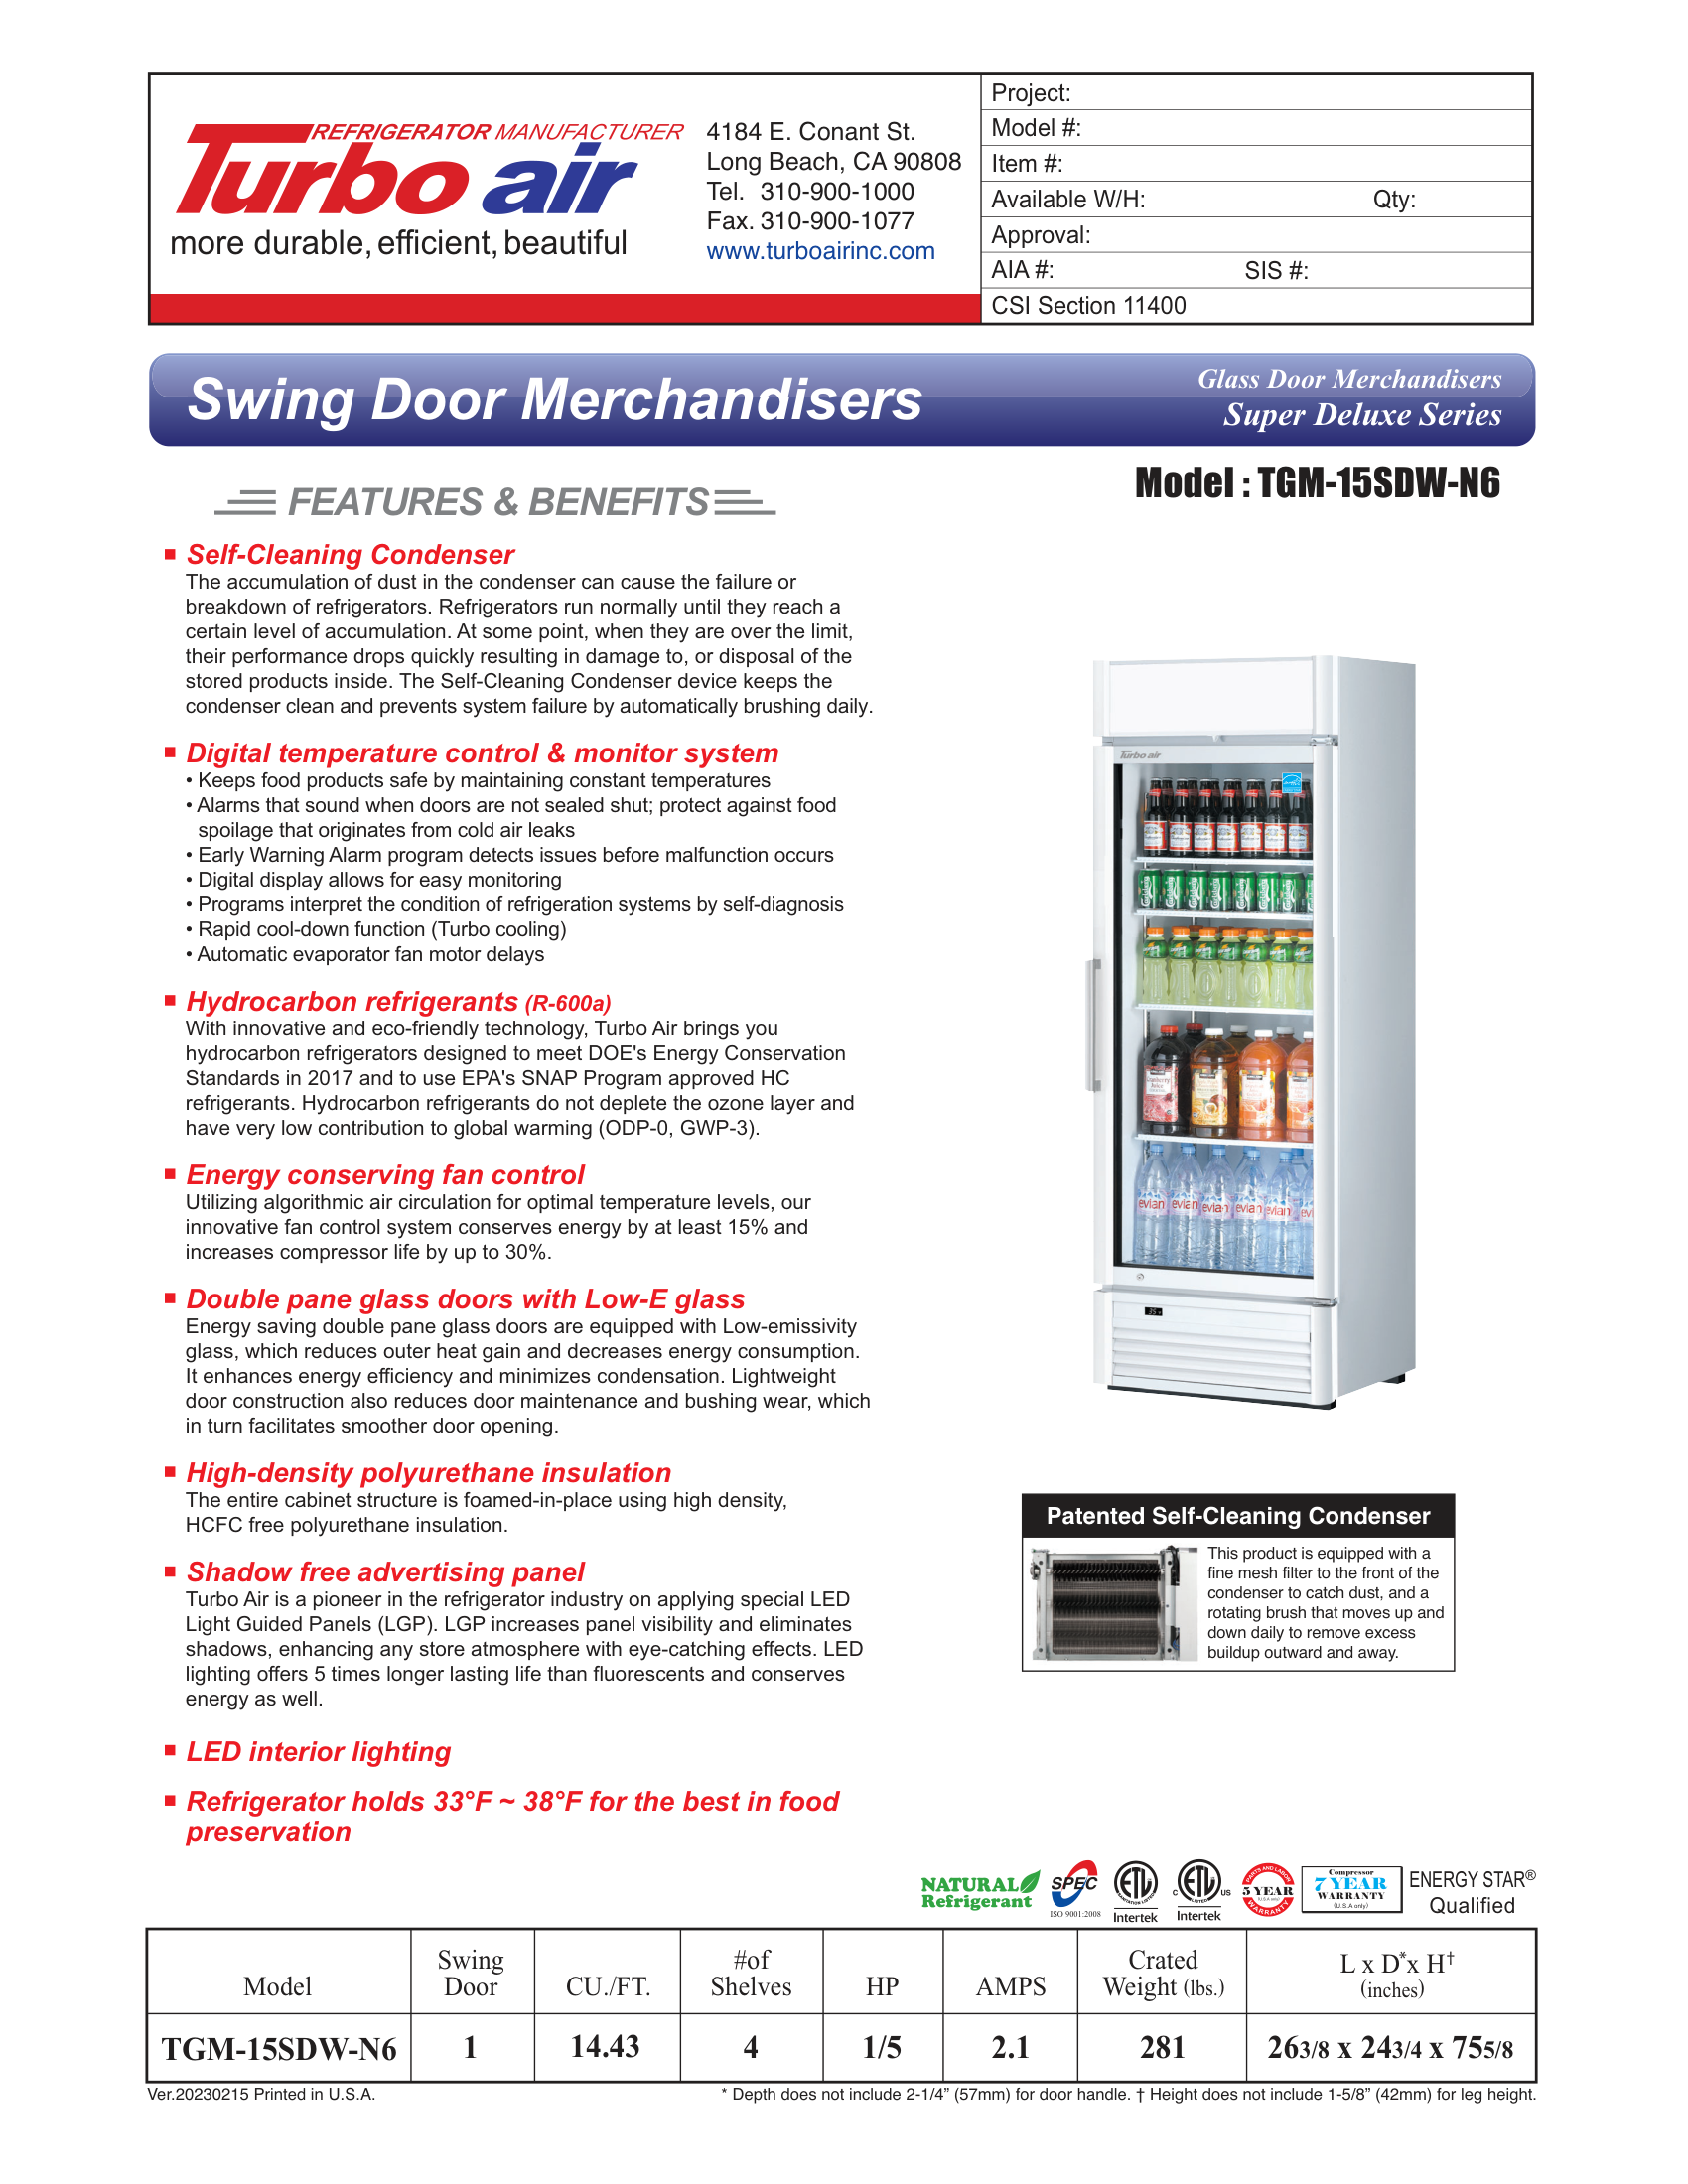 REFRIGERATOR MANUFACTURER
Turbo air
more durable, efficient, beautiful
4184 E. Conant St.
Long Beach, CA 90808
Tel. 310-900-1000
Fax. 310-900-1077
www.turboairinc.com
Project:
Model #:
Item #:
Available W/H: Qty:
Approval:
AIA #: SIS #:
CSI Section 11400
Swing Door Merchandisers
Glass Door Merchandisers
Super Deluxe Series
Model : TGM-15SDW-N6
FEATURES & BENEFITS
Self-Cleaning Condenser
The accumulation of dust in the condenser can cause the failure or
breakdown of refrigerators. Refrigerators run normally until they reach a
certain level of accumulation. At some point, when they are over the limit,
their performance drops quickly resulting in damage to, or disposal of the
stored products inside. The Self-Cleaning Condenser device keeps the
condenser clean and prevents system failure by automatically brushing daily.
Digital temperature control & monitor system
• Keeps food products safe by maintaining constant temperatures
• Alarms that sound when doors are not sealed shut; protect against food
spoilage that originates from cold air leaks
• Early Warning Alarm program detects issues before malfunction occurs
• Digital display allows for easy monitoring
• Programs interpret the condition of refrigeration systems by self-diagnosis
• Rapid cool-down function (Turbo cooling)
• Automatic evaporator fan motor delays
Hydrocarbon refrigerants (R-600a)
With innovative and eco-friendly technology, Turbo Air brings you
hydrocarbon refrigerators designed to meet DOE's Energy Conservation
Standards in 2017 and to use EPA's SNAP Program approved HC
refrigerants. Hydrocarbon refrigerants do not deplete the ozone layer and
have very low contribution to global warming (ODP-0, GWP-3).
Energy conserving fan control
Utilizing algorithmic air circulation for optimal temperature levels, our
innovative fan control system conserves energy by at least 15% and
increases compressor life by up to 30%.
Double pane glass doors with Low-E glass
Energy saving double pane glass doors are equipped with Low-emissivity
glass, which reduces outer heat gain and decreases energy consumption.
It enhances energy efficiency and minimizes condensation. Lightweight
door construction also reduces door maintenance and bushing wear, which
in turn facilitates smoother door opening.
High-density polyurethane insulation
The entire cabinet structure is foamed-in-place using high density,
HCFC free polyurethane insulation.
Shadow free advertising panel
Turbo Air is a pioneer in the refrigerator industry on applying special LED
Light Guided Panels (LGP). LGP increases panel visibility and eliminates
shadows, enhancing any store atmosphere with eye-catching effects. LED
lighting offers 5 times longer lasting life than fluorescents and conserves
energy as well.
LED interior lighting
Refrigerator holds 33°F ~ 38°F for the best in food
preservation
Turbo air
evian evian evian evian evian
Patented Self-Cleaning Condenser
This product is equipped with a
fine mesh filter to the front of the
condenser to catch dust, and a
rotating brush that moves up and
down daily to remove excess
buildup outward and away.
NATURAL
Refrigerant
SPEC
ISO 9001:2008
ETL
SANITATION LISTED
Intertek
C ETL US
LISTED
Intertek
PARTS AND LABOR
5 YEAR
(U.S.A only)
WARRANTY
Compressor
7 YEAR
WARRANTY
(U.S.A only)
ENERGY STAR®
Qualified
Model Swing Door CU./FT. #of Shelves HP AMPS Crated Weight (lbs.) L x D* x H† (inches)
TGM-15SDW-N6 1 14.43 4 1/5 2.1 281 26 3/8 x 24 3/4 x 75 5/8
Ver.20230215 Printed in U.S.A.
* Depth does not include 2-1/4” (57mm) for door handle. † Height does not include 1-5/8” (42mm) for leg height.